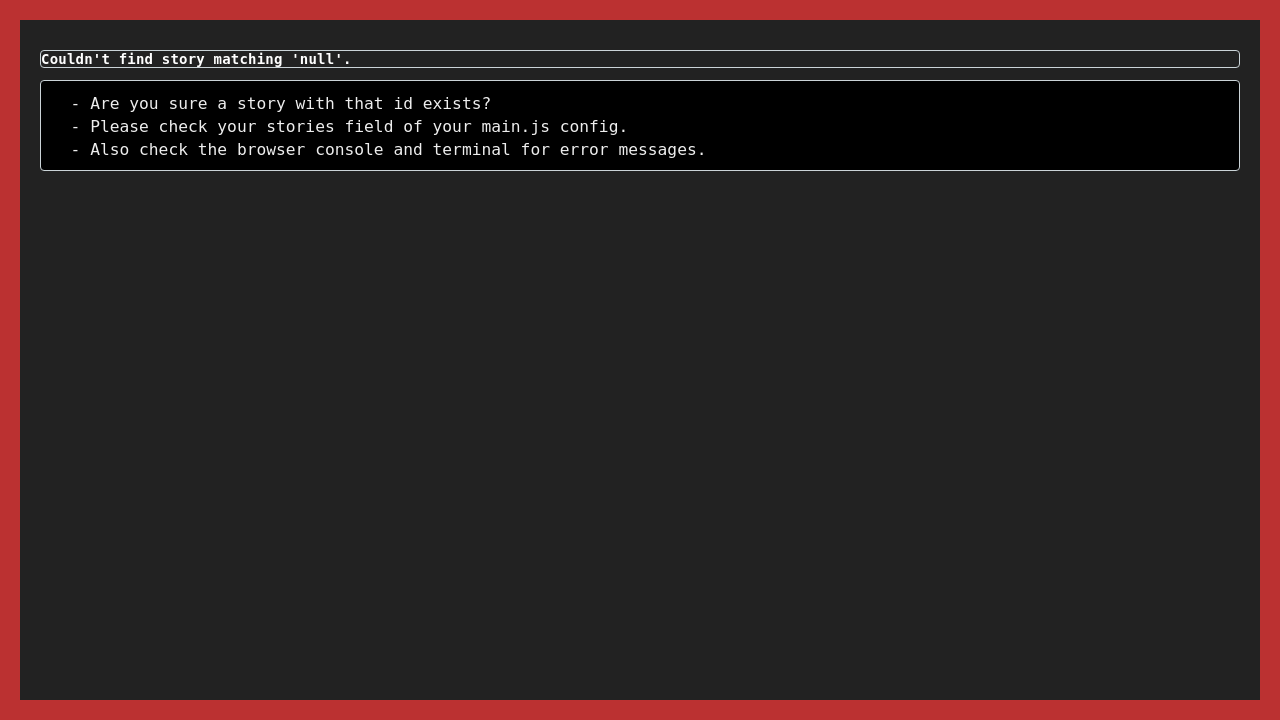 Couldn't find story matching 'null'.
- Are you sure a story with that id exists?
- Please check your stories field of your main.js config.
- Also check the browser console and terminal for error messages.